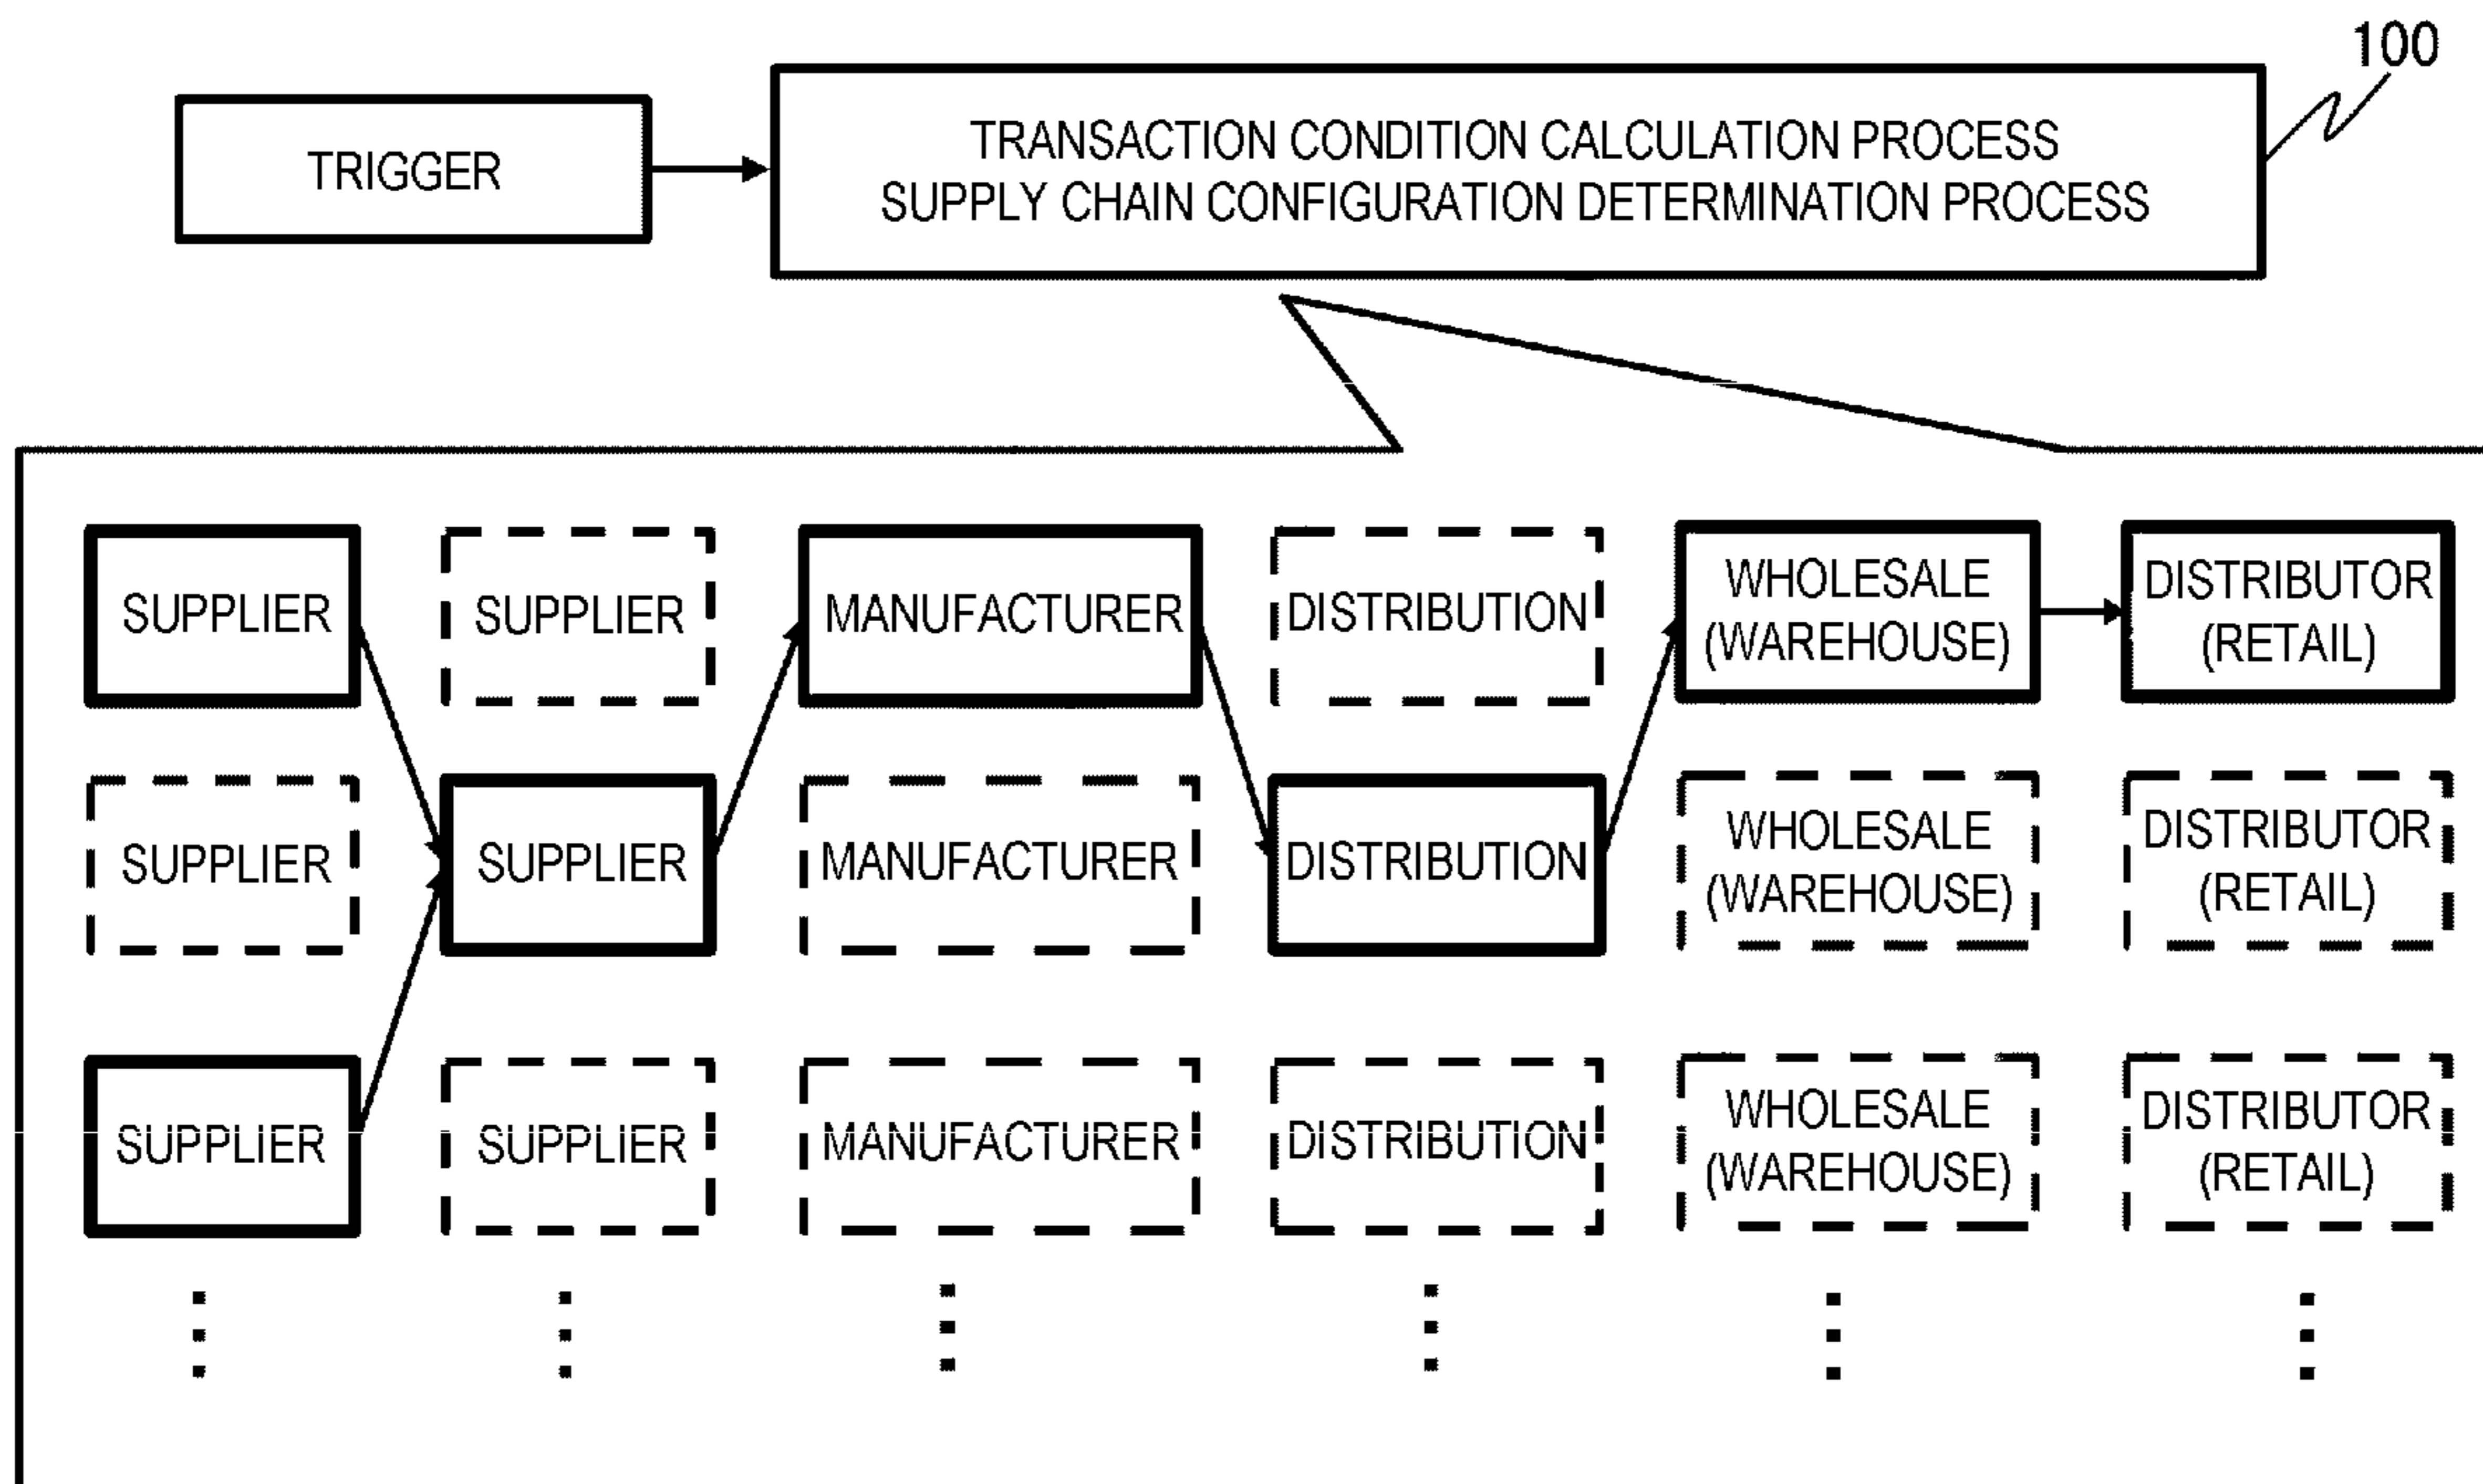 100
TRIGGER
TRANSACTION CONDITION CALCULATION PROCESS
SUPPLY CHAIN CONFIGURATION DETERMINATION PROCESS
SUPPLIER
SUPPLIER
MANUFACTURER
DISTRIBUTION
WHOLESALE
(WAREHOUSE)
DISTRIBUTOR
(RETAIL)
SUPPLIER
SUPPLIER
MANUFACTURER
DISTRIBUTION
WHOLESALE
(WAREHOUSE)
DISTRIBUTOR
(RETAIL)
SUPPLIER
SUPPLIER
MANUFACTURER
DISTRIBUTION
WHOLESALE
(WAREHOUSE)
DISTRIBUTOR
(RETAIL)